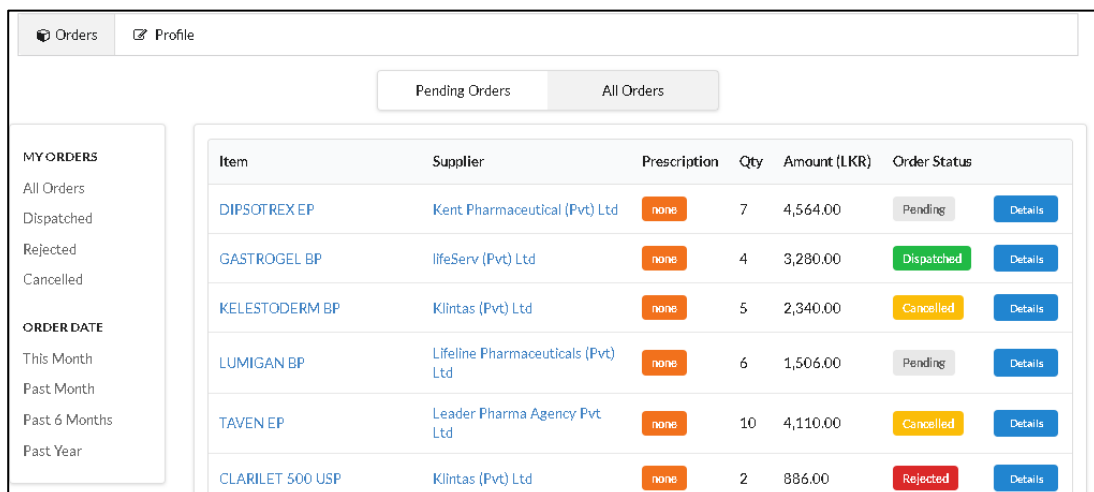 Orders Profile
Pending Orders All Orders
MY ORDERS
All Orders
Dispatched
Rejected
Cancelled
ORDER DATE
This Month
Past Month
Past 6 Months
Past Year
Item Supplier Prescription Qty Amount (LKR) Order Status
DIPSOTREX EP Kent Pharmaceutical (Pvt) Ltd none 7 4,564.00 Pending Details
GASTROGEL BP lifeServ (Pvt) Ltd none 4 3,280.00 Dispatched Details
KELESTODERM BP Klintas (Pvt) Ltd none 5 2,340.00 Cancelled Details
LUMIGAN BP Lifeline Pharmaceuticals (Pvt)
Ltd none 6 1,506.00 Pending Details
TAVEN EP Leader Pharma Agency Pvt
Ltd none 10 4,110.00 Cancelled Details
CLARILET 500 USP Klintas (Pvt) Ltd none 2 886.00 Rejected Details